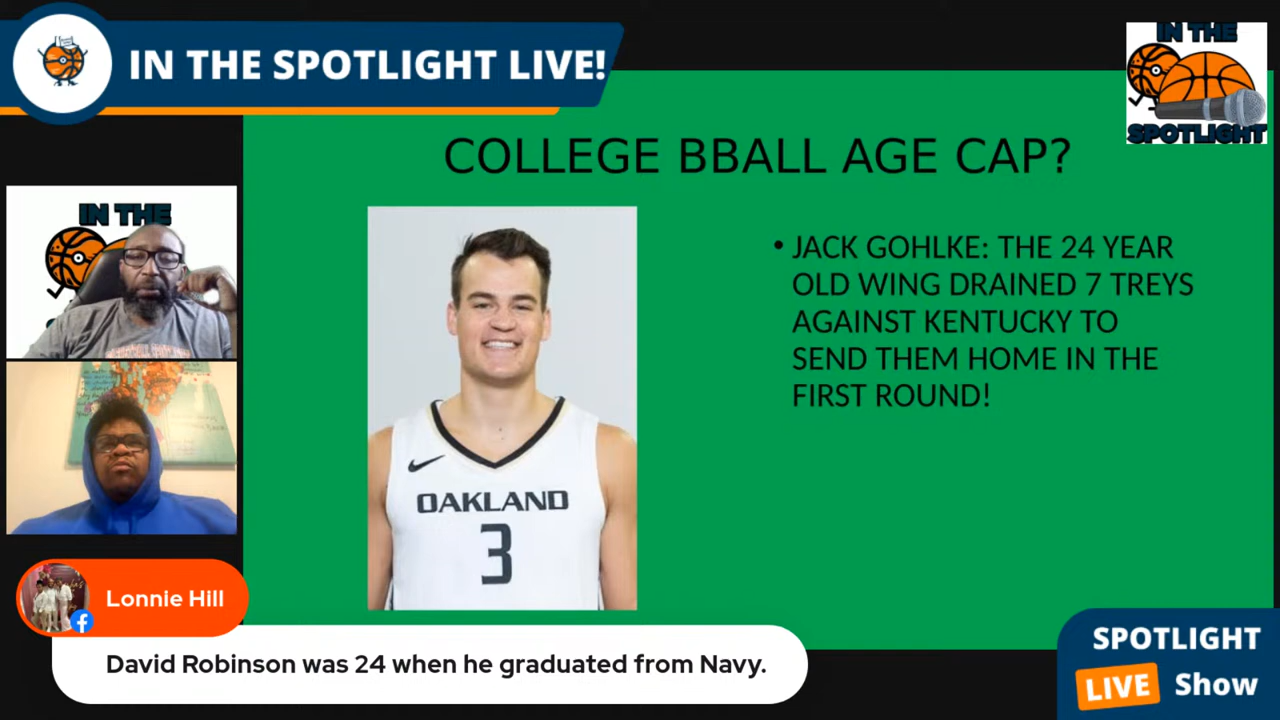 IN THE SPOTLIGHT LIVE!
IN THE
SPOTLIGHT
COLLEGE BBALL AGE CAP?
• JACK GOHLKE: THE 24 YEAR
OLD WING DRAINED 7 TREYS
AGAINST KENTUCKY TO
SEND THEM HOME IN THE
FIRST ROUND!
IN THE
OAKLAND
3
Lonnie Hill
David Robinson was 24 when he graduated from Navy.
SPOTLIGHT
LIVE Show